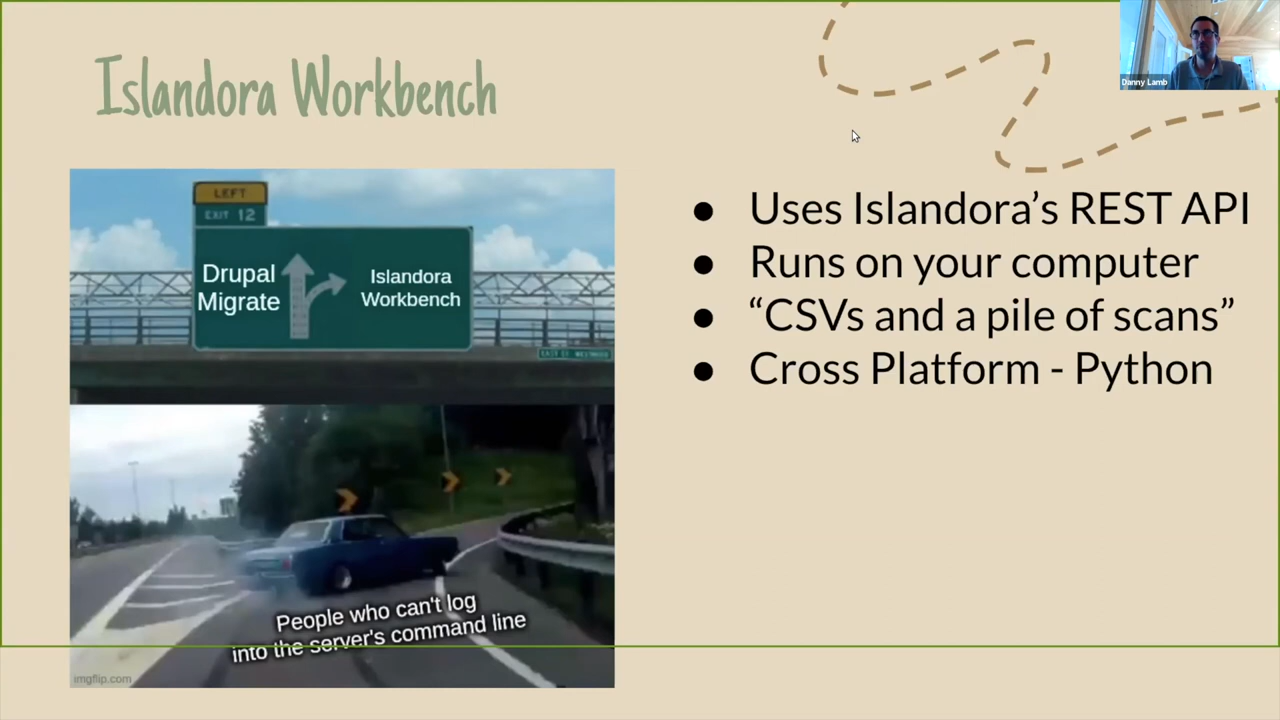 Islandora Workbench
Danny Lamb
LEFT
EXIT 12
Drupal
Migrate
Islandora
Workbench
People who can't log
into the server's command line
imgflip.com
● Uses Islandora’s REST API
● Runs on your computer
● “CSVs and a pile of scans”
● Cross Platform - Python